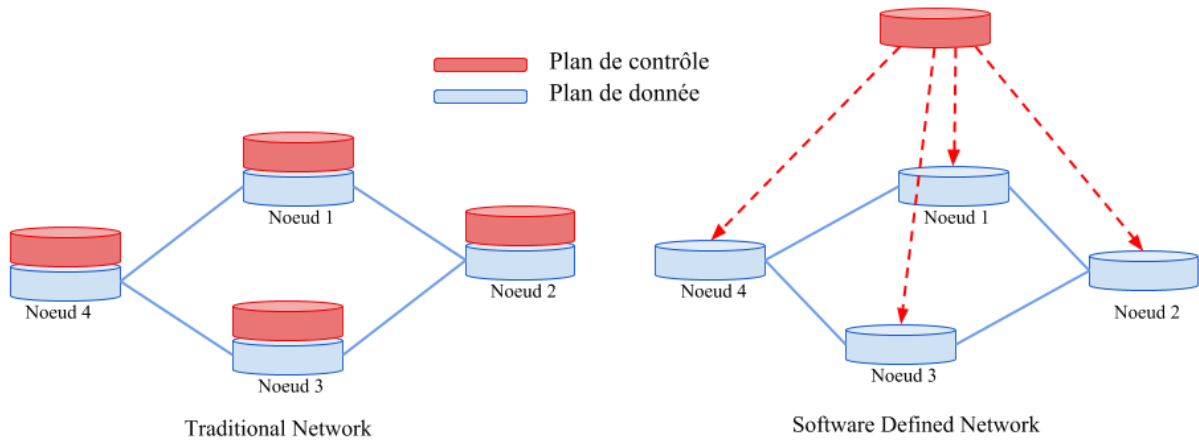 Plan de contrôle
Plan de donnée
Noeud 1
Noeud 2
Noeud 4
Noeud 3
Traditional Network
Noeud 1
Noeud 4
Noeud 2
Noeud 3
Software Defined Network